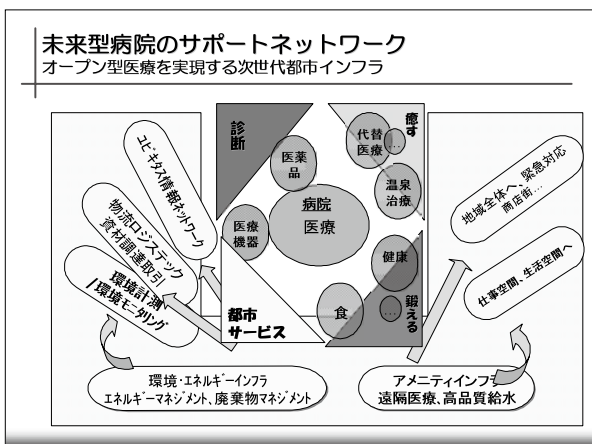 未来型病院のサポートネットワーク
オープン型医療を実現する次世代都市インフラ
診断
癒す
代替
医療
…
医薬
品
温泉
治療
病院
医療
医療
機器
健康
…
鍛える
食
都市
サービス
ユビキタス情報ネットワーク
物流ロジステック
資材調達取引
環境計測
/環境モニタリング
地域全体へ、緊急対応
商店街…
仕事空間、生活空間へ
環境・エネルギーインフラ
エネルギーマネジメント、廃棄物マネジメント
アメニティインフラ
遠隔医療、高品質給水